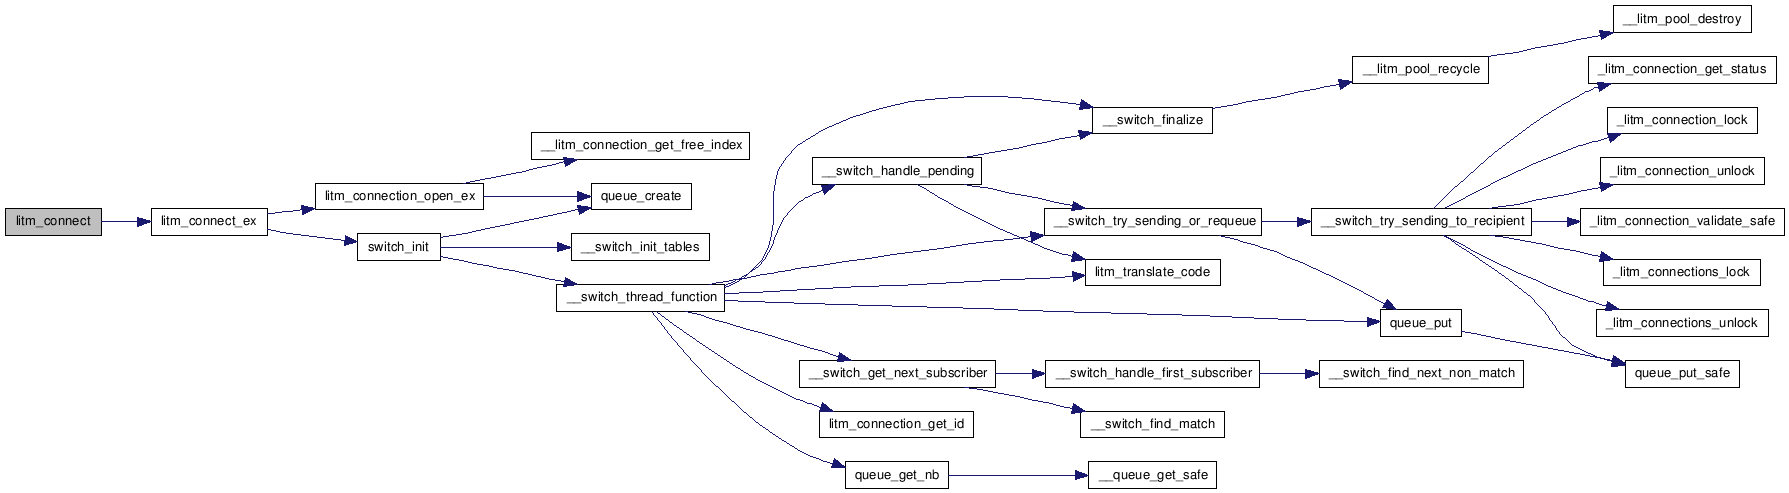 litm_connect
litm_connect_ex
litm_connection_open_ex
switch_init
__litm_connection_get_free_index
queue_create
__switch_init_tables
__switch_thread_function
__switch_handle_pending
__switch_get_next_subscriber
litm_connection_get_id
queue_get_nb
__switch_finalize
__switch_try_sending_or_requeue
litm_translate_code
__switch_handle_first_subscriber
__switch_find_match
__queue_get_safe
__litm_pool_recycle
__switch_try_sending_to_recipient
queue_put
__switch_find_next_non_match
__litm_pool_destroy
_litm_connection_get_status
_litm_connection_lock
_litm_connection_unlock
_litm_connection_validate_safe
_litm_connections_lock
_litm_connections_unlock
queue_put_safe